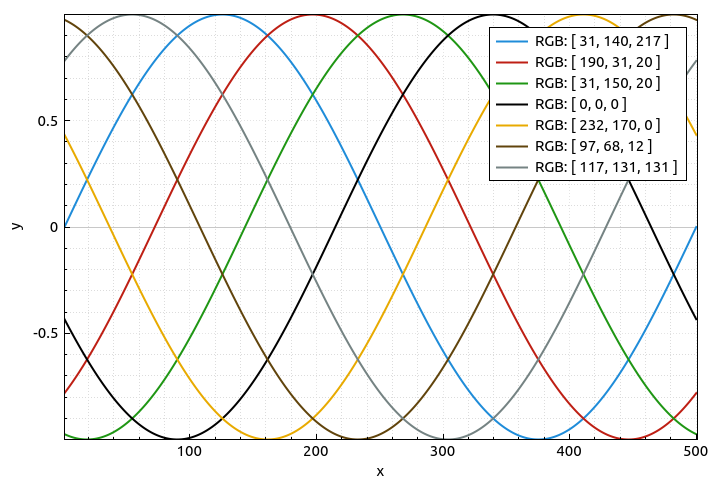 RGB: [ 31, 140, 217 ]
RGB: [ 190, 31, 20 ]
RGB: [ 31, 150, 20 ]
RGB: [ 0, 0, 0 ]
RGB: [ 232, 170, 0 ]
RGB: [ 97, 68, 12 ]
RGB: [ 117, 131, 131 ]
0.5
0
-0.5
y
100
200
300
400
500
x